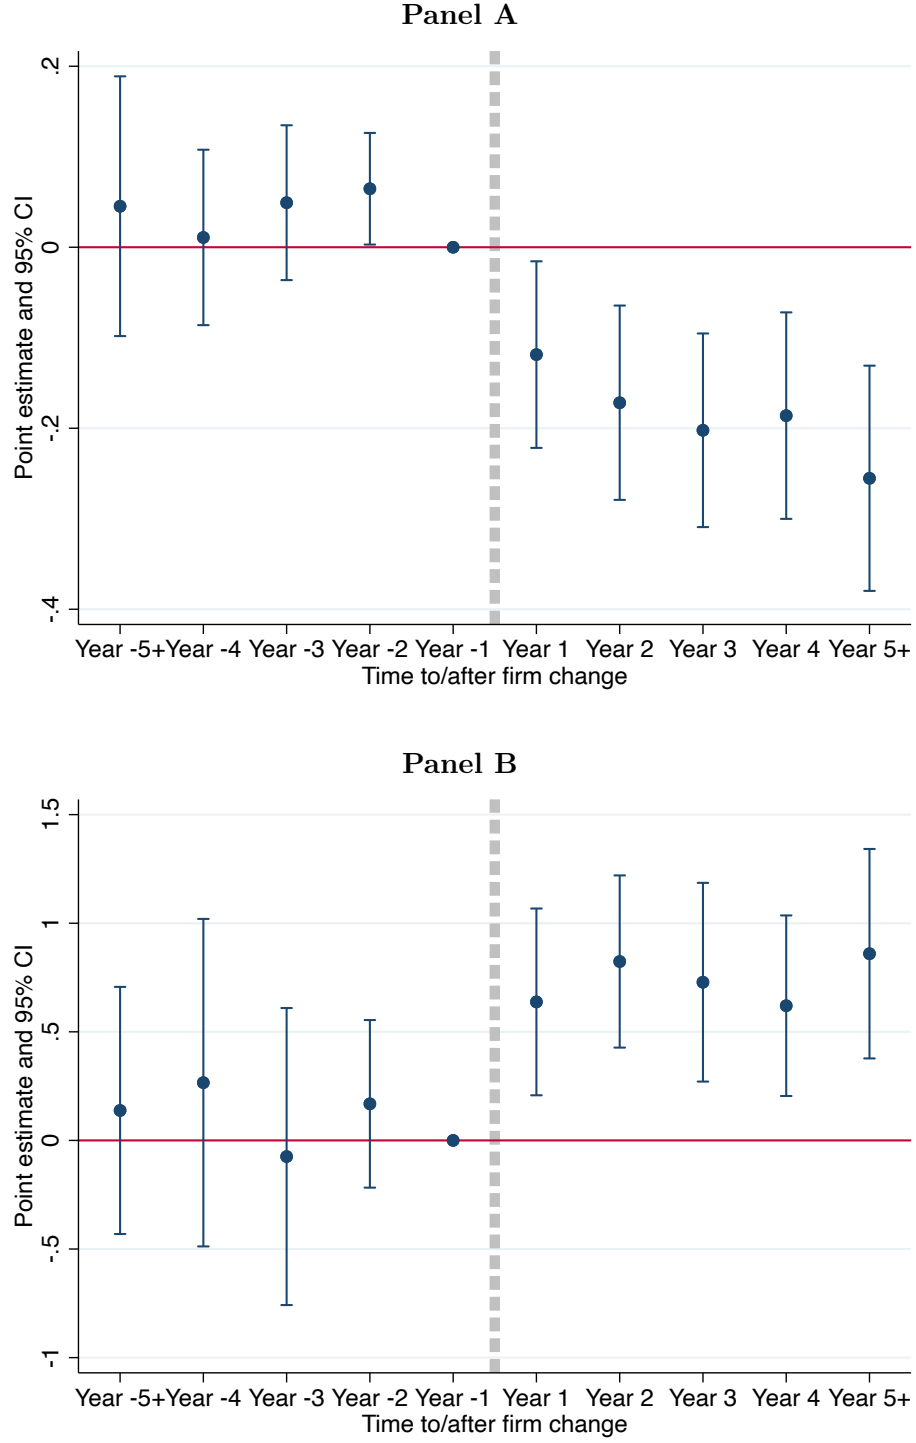 Panel A
Point estimate and 95% CI
.2
0
-.2
-.4
Year -5+ Year -4 Year -3 Year -2 Year -1 Year 1 Year 2 Year 3 Year 4 Year 5+
Time to/after firm change
Panel B
Point estimate and 95% CI
1.5
1
.5
0
-.5
-1
Year -5+ Year -4 Year -3 Year -2 Year -1 Year 1 Year 2 Year 3 Year 4 Year 5+
Time to/after firm change